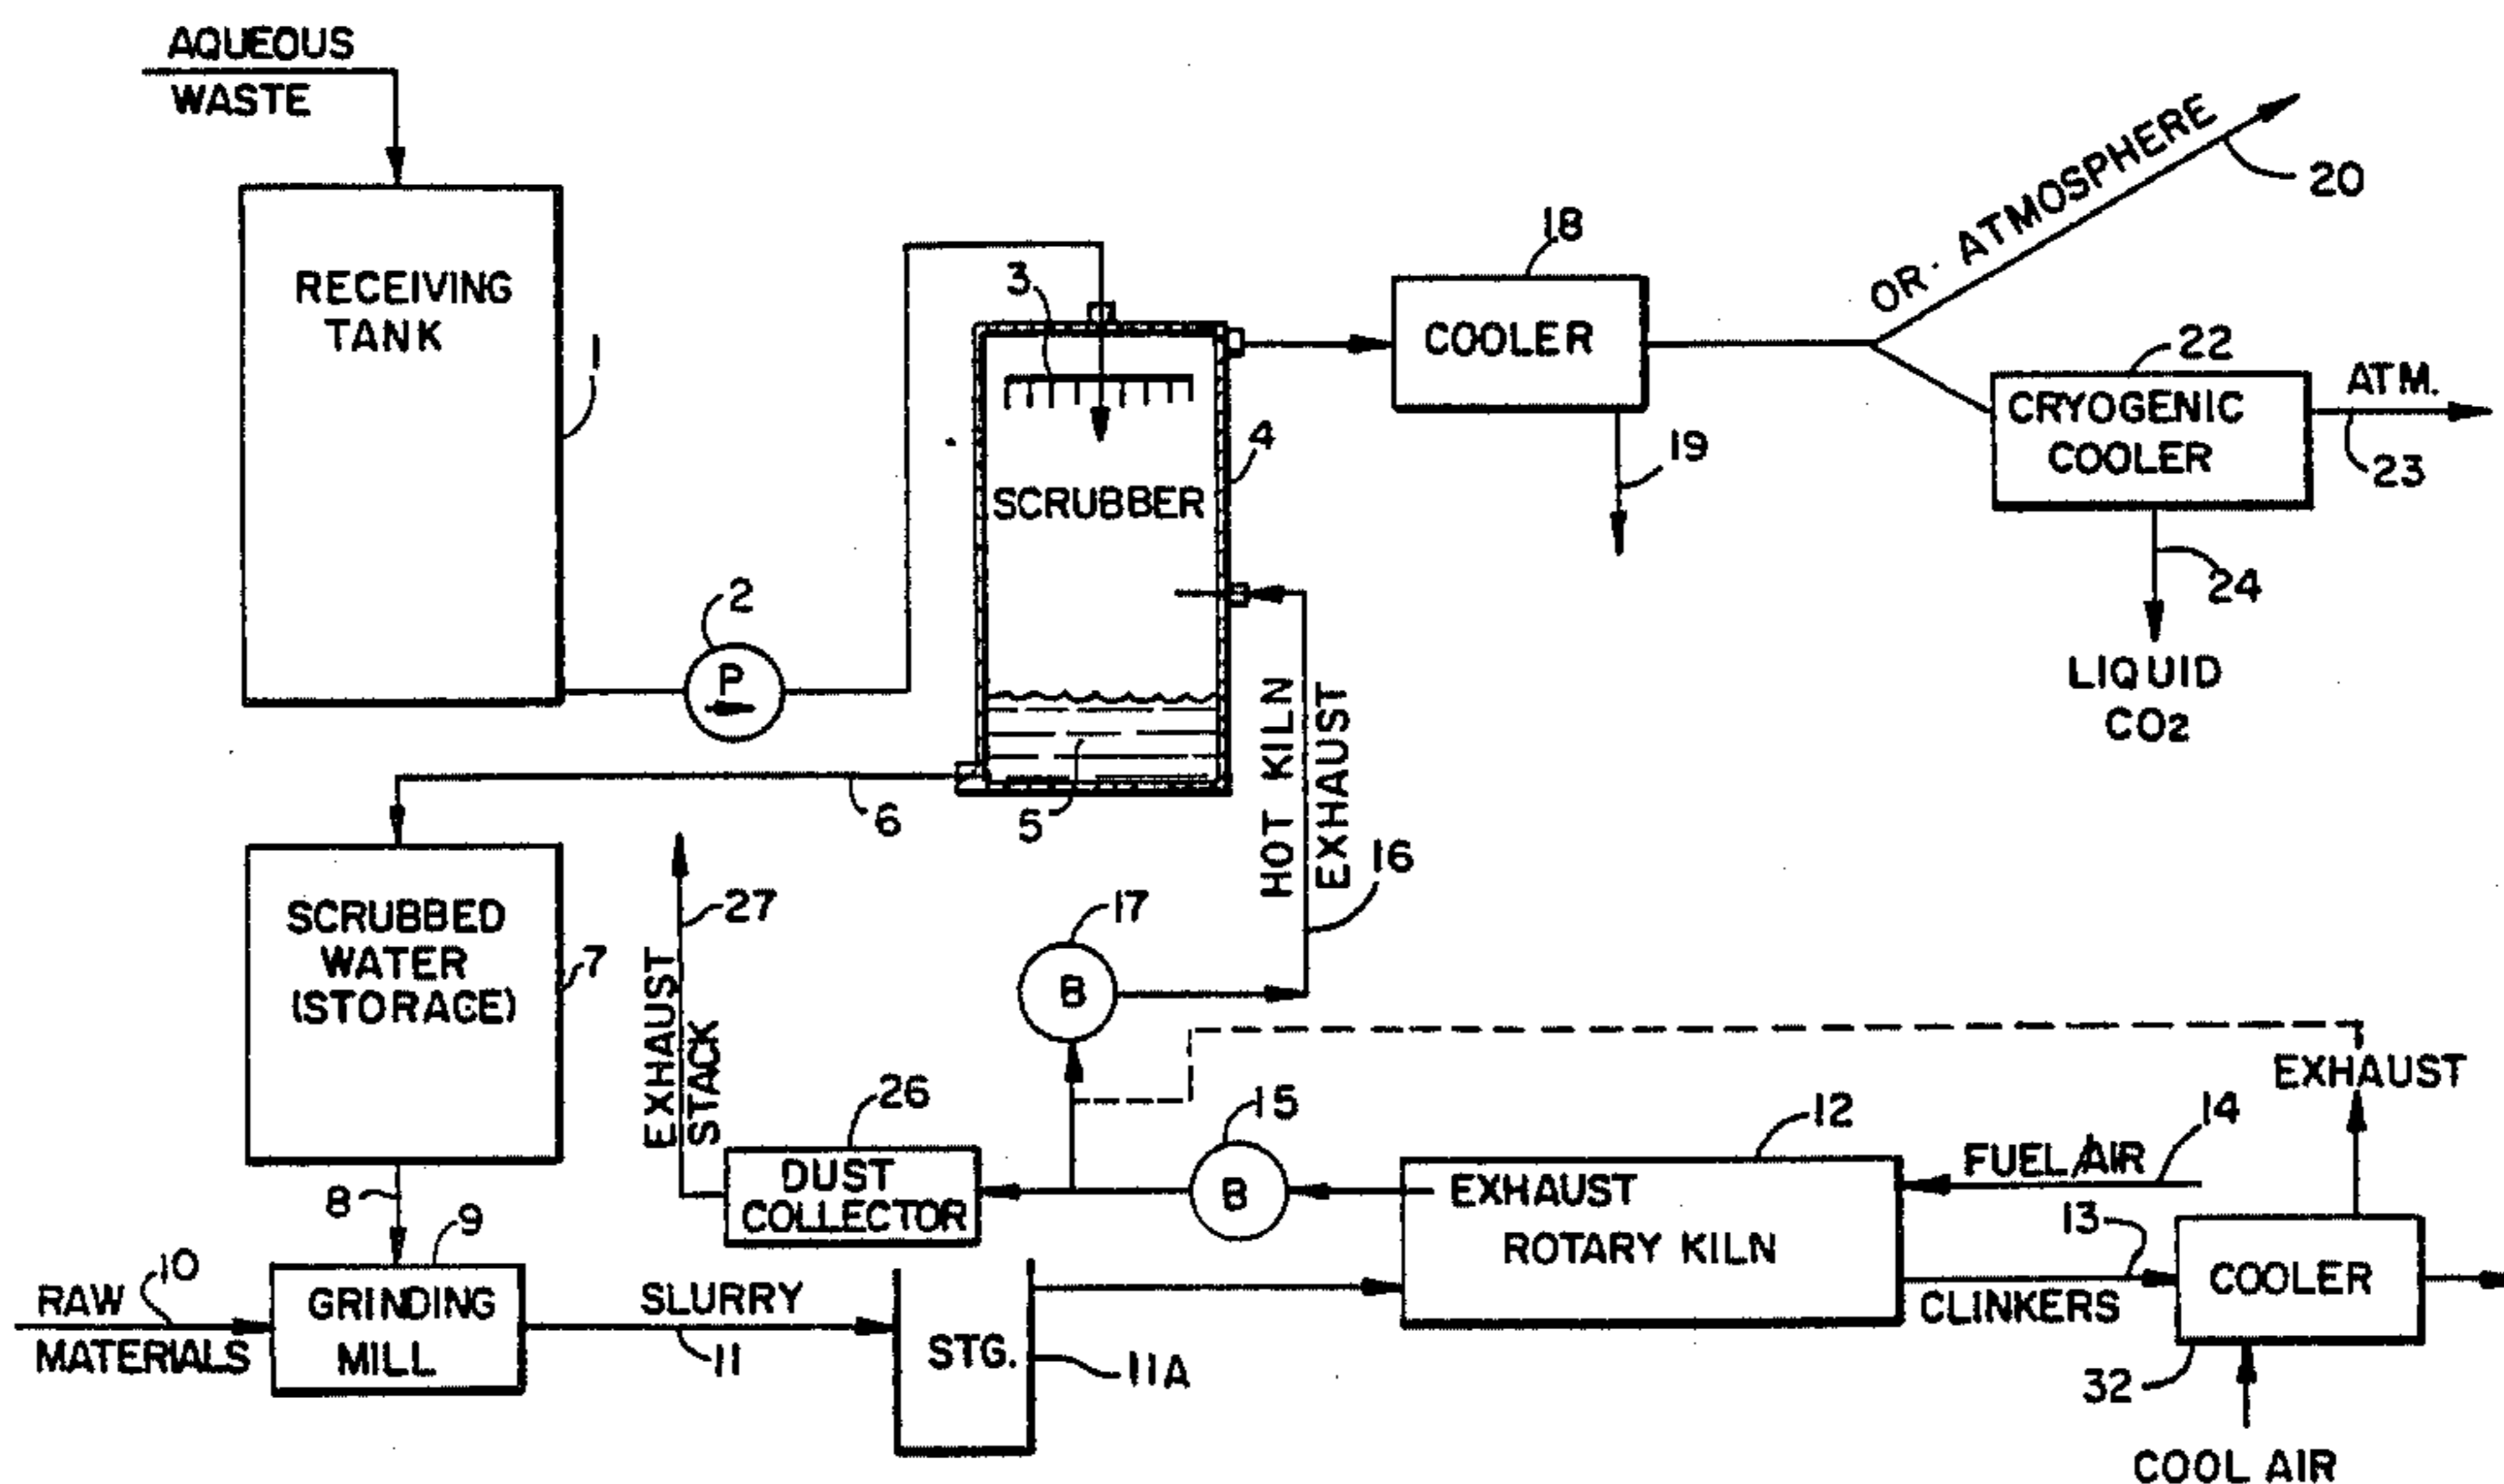 AQUEOUS
WASTE
RECEIVING
TANK
1
2
P
3
SCRUBBER
4
5
6
18
COOLER
19
OR ATMOSPHERE
20
22
CRYOGENIC
COOLER
ATM.
23
24
LIQUID
CO2
HOT KILN
EXHAUST
16
17
B
SCRUBBED
WATER
(STORAGE)
7
8
27
EXHAUST
STACK
26
DUST
COLLECTOR
15
B
12
EXHAUST
ROTARY KILN
FUEL AIR
14
EXHAUST
13
CLINKERS
COOLER
32
COOL AIR
9
10
RAW
MATERIALS
GRINDING
MILL
SLURRY
11
STG.
11A